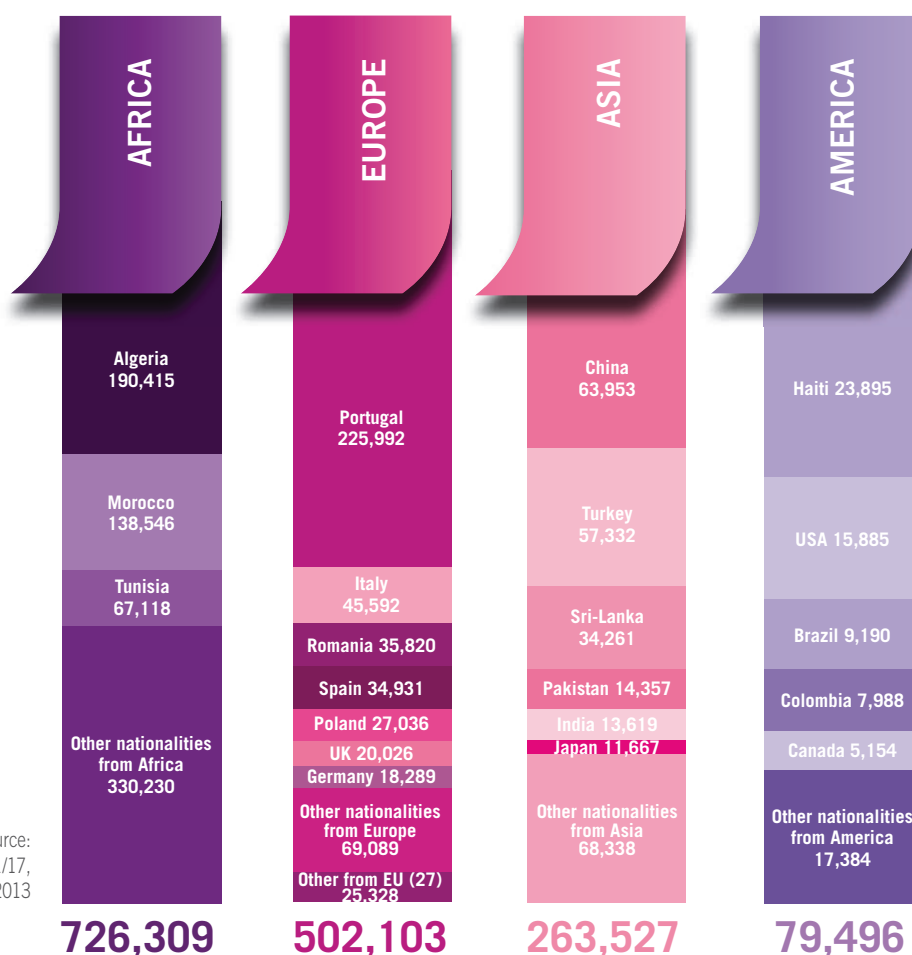 AFRICA
Algeria
190,415
Morocco
138,546
Tunisia
67,118
Other nationalities
from Africa
330,230
726,309
EUROPE
Portugal
225,992
Italy
45,592
Romania 35,820
Spain 34,931
Poland 27,036
UK 20,026
Germany 18,289
Other nationalities
from Europe
69,089
Other from EU (27)
25,328
502,103
ASIA
China
63,953
Turkey
57,332
Sri-Lanka
34,261
Pakistan 14,357
India 13,619
Japan 11,667
Other nationalities
from Asia
68,338
263,527
AMERICA
Haiti 23,895
USA 15,885
Brazil 9,190
Colombia 7,988
Canada 5,154
Other nationalities
from America
17,384
79,496
urce:
/17,
2013